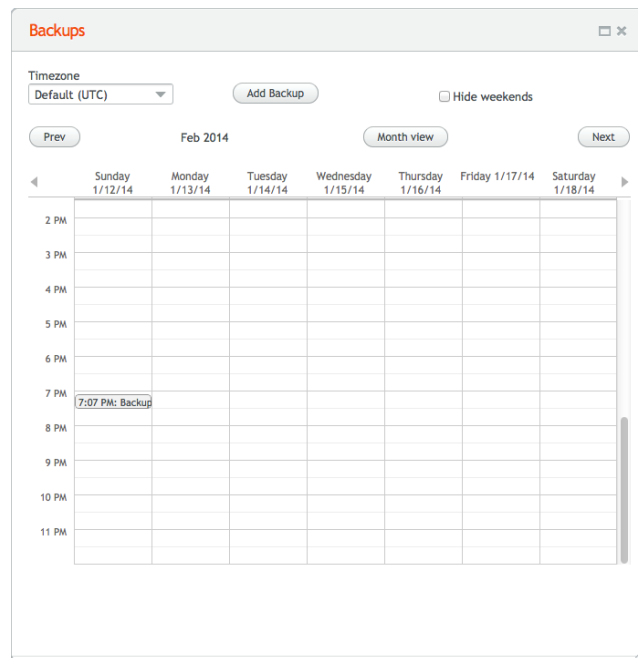 Backups
Timezone
Default (UTC)
Add Backup
Hide weekends
Prev
Feb 2014
Month view
Next
Sunday 1/12/14
Monday 1/13/14
Tuesday 1/14/14
Wednesday 1/15/14
Thursday 1/16/14
Friday 1/17/14
Saturday 1/18/14
2 PM
3 PM
4 PM
5 PM
6 PM
7 PM
7:07 PM: Backup
8 PM
9 PM
10 PM
11 PM